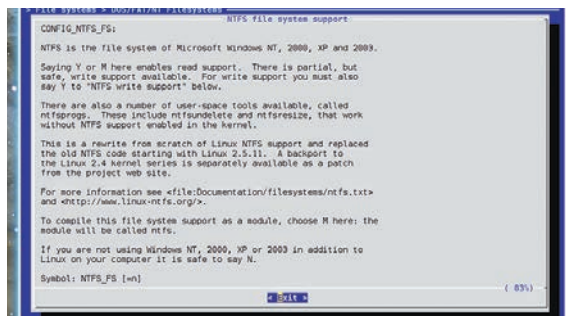 > File systems > DOS/FAT/NT Filesystems
NTFS file system support
CONFIG_NTFS_FS:
NTFS is the file system of Microsoft Windows NT, 2000, XP and 2003.
Saying Y or M here enables read support.  There is partial, but
safe, write support available.  For write support you must also
say Y to "NTFS write support" below.
There are also a number of user-space tools available, called
ntfsprogs.  These include ntfsundelete and ntfsresize, that work
without NTFS support enabled in the kernel.
This is a rewrite from scratch of Linux NTFS support and replaced
the old NTFS code starting with Linux 2.5.11.  A backport to
the Linux 2.4 kernel series is separately available as a patch
from the project web site.
For more information see <file:Documentation/filesystems/ntfs.txt>
and <http://www.linux-ntfs.org/>.
To compile this file system support as a module, choose M here: the
module will be called ntfs.
If you are not using Windows NT, 2000, XP or 2003 in addition to
Linux on your computer it is safe to say N.
Symbol: NTFS_FS [=n]
( 83%)
< Exit >